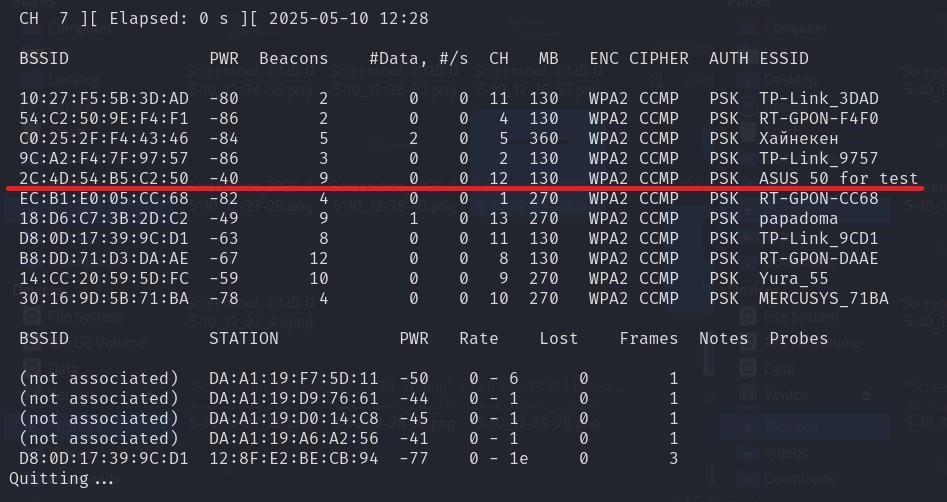 CH 7 ][ Elapsed: 0 s ][ 2025-05-10 12:28
BSSID PWR Beacons #Data, #/s CH MB ENC CIPHER AUTH ESSID
10:27:F5:5B:3D:AD -80 2 0 0 11 130 WPA2 CCMP PSK TP-Link_3DAD
54:C2:50:9E:F4:F1 -86 2 0 0 4 130 WPA2 CCMP PSK RT-GPON-F4F0
C0:25:2F:F4:43:46 -84 5 2 0 5 360 WPA2 CCMP PSK Хайнекен
9C:A2:F4:7F:97:57 -86 3 0 0 2 130 WPA2 CCMP PSK TP-Link_9757
2C:4D:54:B5:C2:50 -40 9 0 0 12 130 WPA2 CCMP PSK ASUS 50 for test
EC:B1:E0:05:CC:68 -82 4 0 0 1 270 WPA2 CCMP PSK RT-GPON-CC68
18:D6:C7:3B:2D:C2 -49 9 1 0 13 270 WPA2 CCMP PSK papadoma
D8:0D:17:39:9C:D1 -63 8 0 0 11 130 WPA2 CCMP PSK TP-Link_9CD1
B8:DD:71:D3:DA:AE -67 12 0 0 8 130 WPA2 CCMP PSK RT-GPON-DAAE
14:CC:20:59:5D:FC -59 10 0 0 9 270 WPA2 CCMP PSK Yura_55
30:16:9D:5B:71:BA -78 4 0 0 10 270 WPA2 CCMP PSK MERCUSYS_71BA
BSSID STATION PWR Rate Lost Frames Notes Probes
(not associated) DA:A1:19:F7:5D:11 -50 0 - 6 0 1
(not associated) DA:A1:19:D9:76:61 -44 0 - 1 0 1
(not associated) DA:A1:19:D0:14:C8 -45 0 - 1 0 1
(not associated) DA:A1:19:A6:A2:56 -41 0 - 1 0 1
D8:0D:17:39:9C:D1 12:8F:E2:BE:CB:94 -77 0 - 1e 0 3
Quitting...